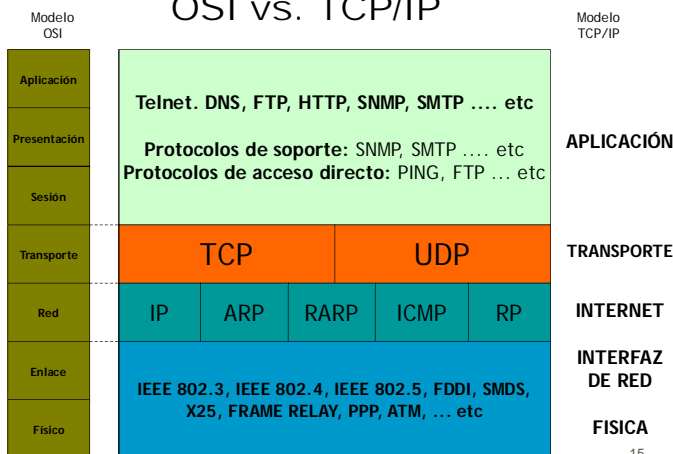 OSI vs. TCP/IP
Modelo
OSI
Modelo
TCP/IP
Aplicación
Presentación
Sesión
Telnet. DNS, FTP, HTTP, SNMP, SMTP .... etc
Protocolos de soporte: SNMP, SMTP .... etc
Protocolos de acceso directo: PING, FTP ... etc
APLICACIÓN
Transporte
TCP
UDP
TRANSPORTE
Red
IP
ARP
RARP
ICMP
RP
INTERNET
Enlace
Físico
IEEE 802.3, IEEE 802.4, IEEE 802.5, FDDI, SMDS,
X25, FRAME RELAY, PPP, ATM, ... etc
INTERFAZ
DE RED
FISICA
15